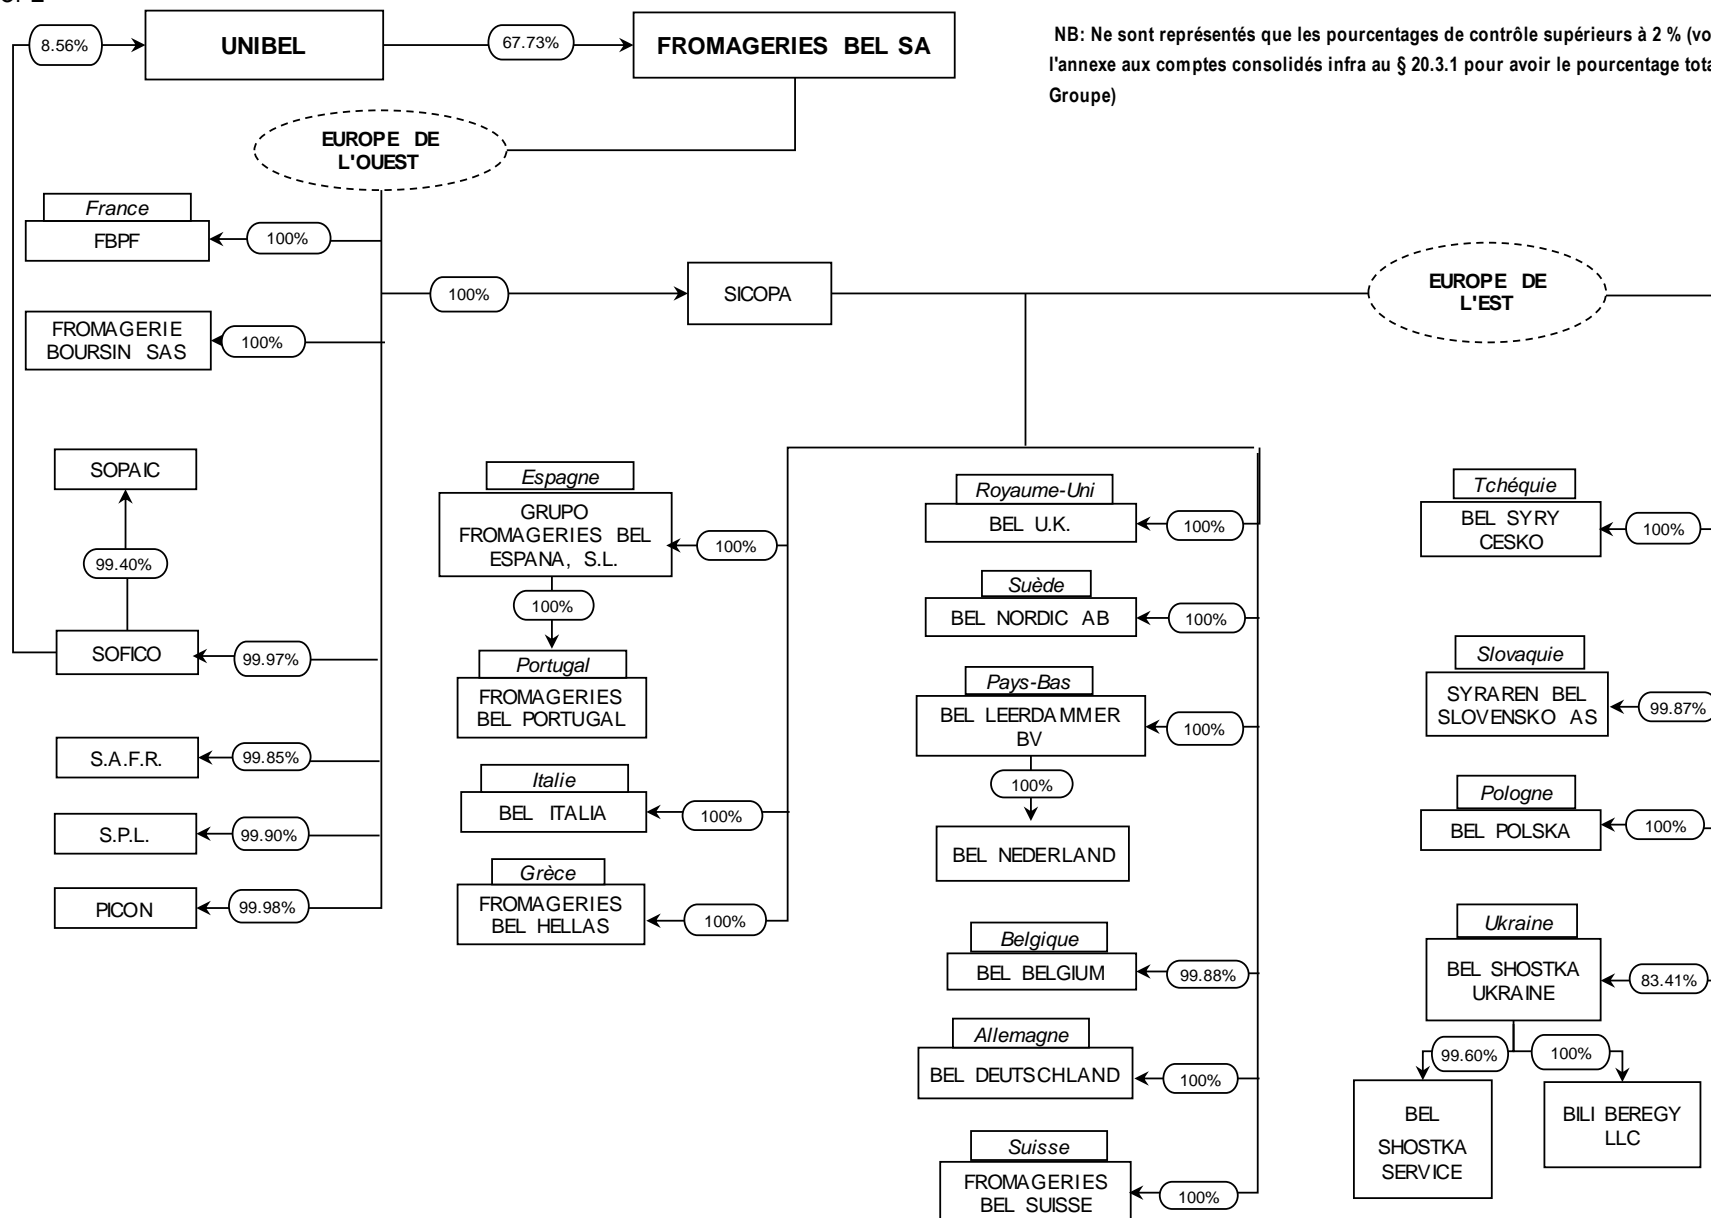 8.56%
UNIBEL
67.73%
FROMAGERIES BEL SA
NB: Ne sont représentés que les pourcentages de contrôle supérieurs à 2 % (vo
l'annexe aux comptes consolidés infra au § 20.3.1 pour avoir le pourcentage tota
Groupe)
EUROPE DE
L'OUEST
France
FBPF
100%
100%
SICOPA
EUROPE DE
L'EST
FROMAGERIE
BOURSIN SAS
100%
SOPAIC
99.40%
SOFICO
99.97%
S.A.F.R.
99.85%
S.P.L.
99.90%
PICON
99.98%
Espagne
GRUPO
FROMAGERIES BEL
ESPANA, S.L.
100%
100%
Portugal
FROMAGERIES
BEL PORTUGAL
Italie
BEL ITALIA
100%
Grèce
FROMAGERIES
BEL HELLAS
100%
Royaume-Uni
BEL U.K.
100%
Suède
BEL NORDIC AB
100%
Pays-Bas
BEL LEERDAMMER
BV
100%
100%
BEL NEDERLAND
Belgique
BEL BELGIUM
99.88%
Allemagne
BEL DEUTSCHLAND
100%
Suisse
FROMAGERIES
BEL SUISSE
100%
Tchéquie
BEL SYRY
CESKO
100%
Slovaquie
SYRAREN BEL
SLOVENSKO AS
99.87%
Pologne
BEL POLSKA
100%
Ukraine
BEL SHOSTKA
UKRAINE
83.41%
99.60%
100%
BEL
SHOSTKA
SERVICE
BILI BEREGY
LLC